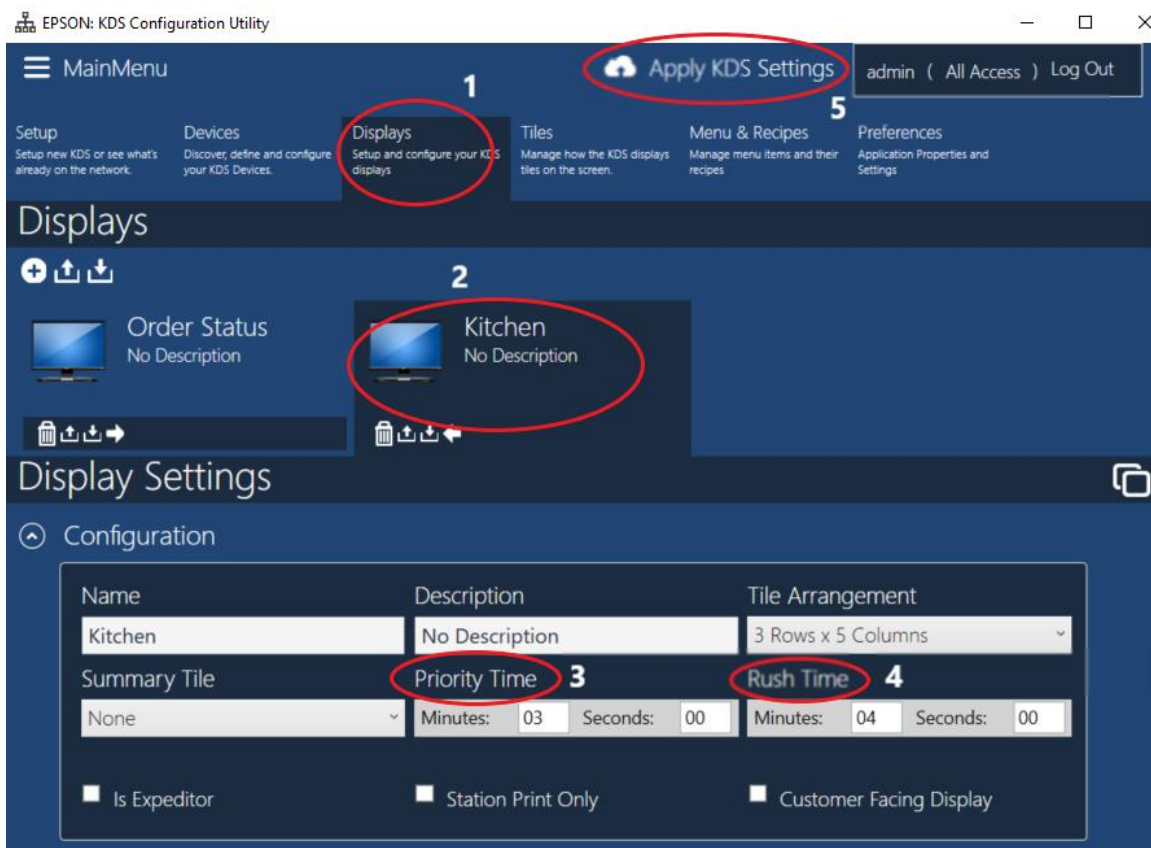 EPSON: KDS Configuration Utility
MainMenu
1
Apply KDS Settings
5
admin ( All Access ) Log Out
Setup
Setup new KDS or see what's
already on the network.
Devices
Discover, define and configure
your KDS Devices.
Displays
Setup and configure your KDS
displays
Tiles
Manage how the KDS displays
tiles on the screen.
Menu & Recipes
Manage menu items and their
recipes
Preferences
Application Properties and
Settings
Displays
2
Order Status
No Description
Kitchen
No Description
Display Settings
Configuration
Name
Kitchen
Description
No Description
Tile Arrangement
3 Rows x 5 Columns
Summary Tile
None
Priority Time 3
Minutes: 03 Seconds: 00
Rush Time 4
Minutes: 04 Seconds: 00
Is Expeditor
Station Print Only
Customer Facing Display